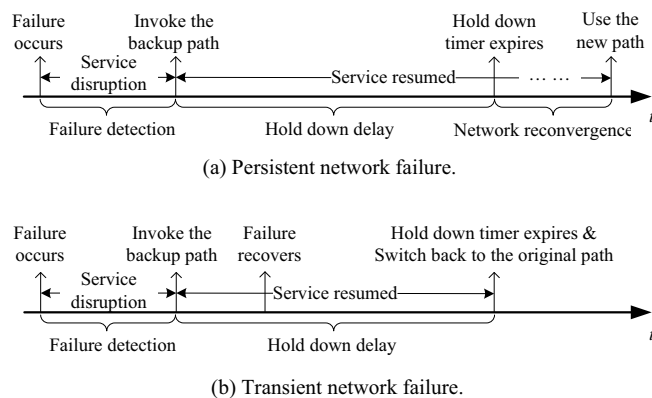 Failure occurs
Invoke the backup path
Hold down timer expires
Use the new path
Service disruption
Service resumed
... ...
Failure detection
Hold down delay
Network reconvergence
t
(a) Persistent network failure.
Failure occurs
Invoke the backup path
Failure recovers
Hold down timer expires &
Switch back to the original path
Service disruption
Service resumed
Failure detection
Hold down delay
t
(b) Transient network failure.